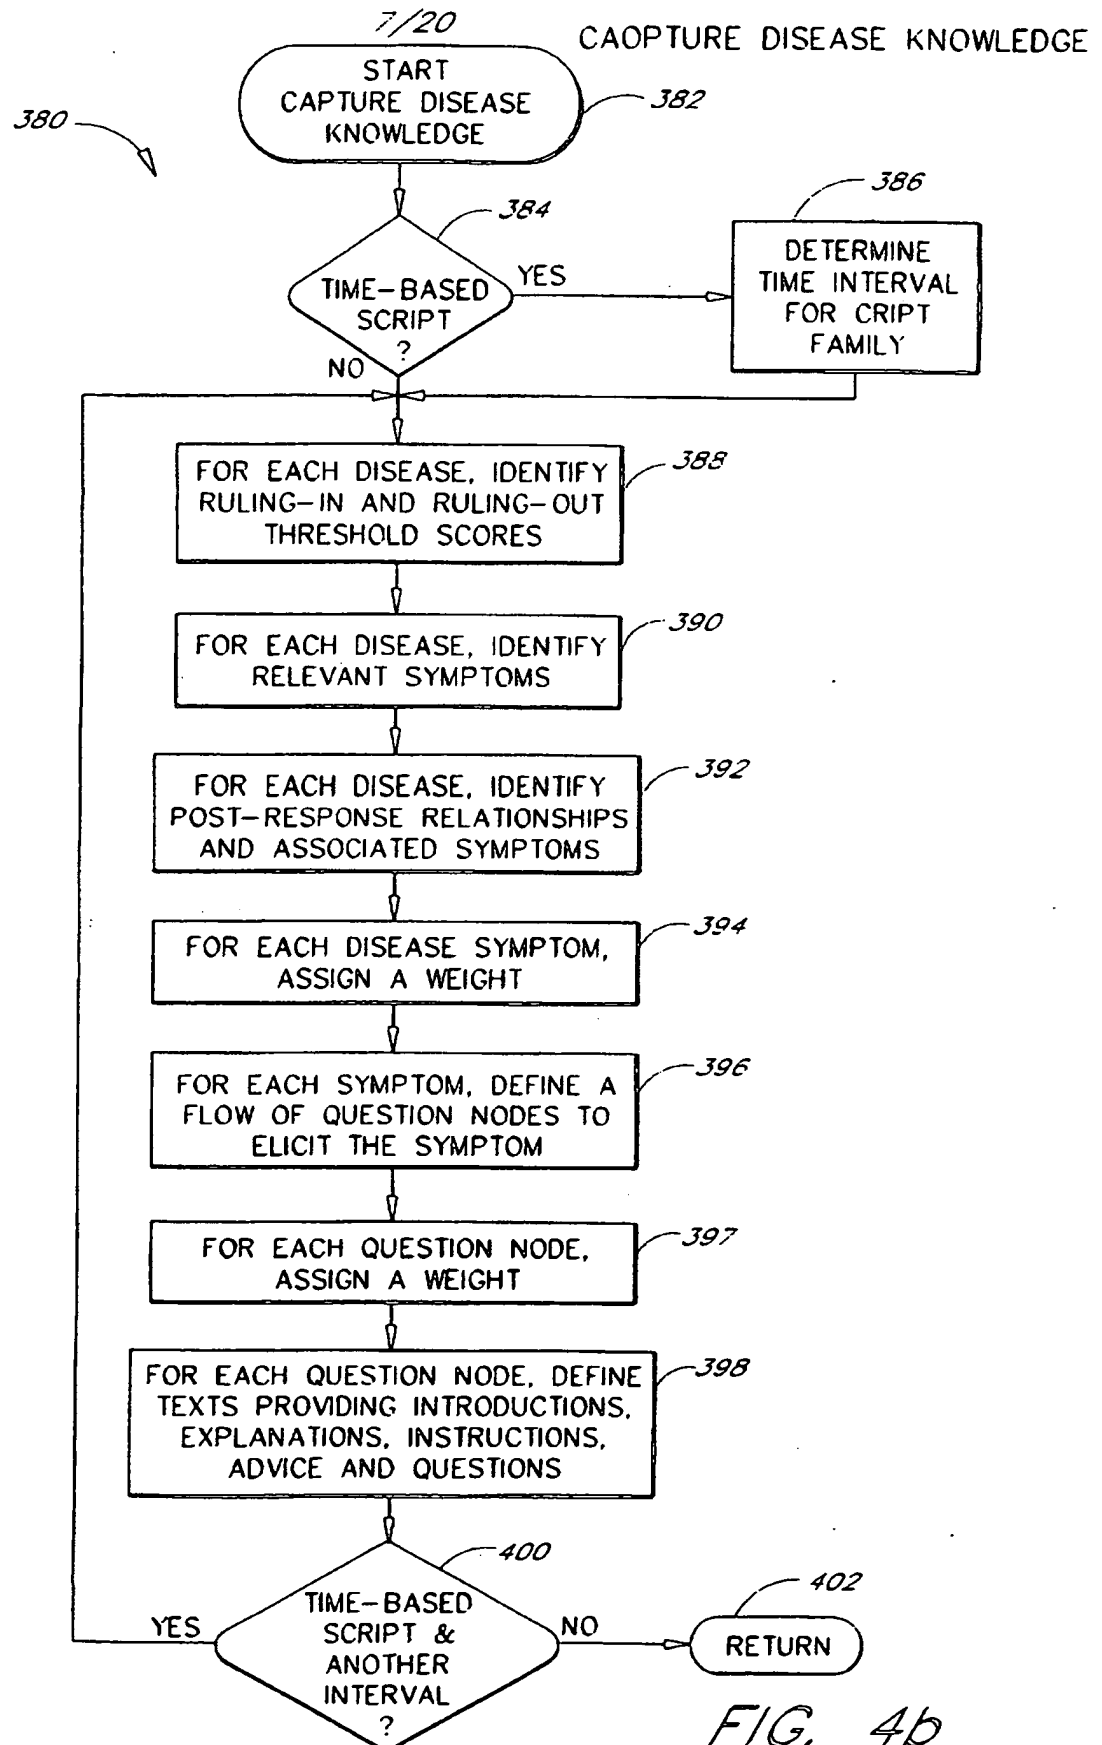 7/20
CAOPTURE DISEASE KNOWLEDGE
START
CAPTURE DISEASE
KNOWLEDGE
382
380
384
386
TIME-BASED
SCRIPT
?
YES
NO
DETERMINE
TIME INTERVAL
FOR CRIPT
FAMILY
FOR EACH DISEASE, IDENTIFY
RULING-IN AND RULING-OUT
THRESHOLD SCORES
388
FOR EACH DISEASE, IDENTIFY
RELEVANT SYMPTOMS
390
FOR EACH DISEASE, IDENTIFY
POST-RESPONSE RELATIONSHIPS
AND ASSOCIATED SYMPTOMS
392
FOR EACH DISEASE SYMPTOM,
ASSIGN A WEIGHT
394
FOR EACH SYMPTOM, DEFINE A
FLOW OF QUESTION NODES TO
ELICIT THE SYMPTOM
396
FOR EACH QUESTION NODE,
ASSIGN A WEIGHT
397
FOR EACH QUESTION NODE, DEFINE
TEXTS PROVIDING INTRODUCTIONS,
EXPLANATIONS, INSTRUCTIONS,
ADVICE AND QUESTIONS
398
400
TIME-BASED
SCRIPT &
ANOTHER
INTERVAL
?
YES
NO
402
RETURN
FIG. 4b